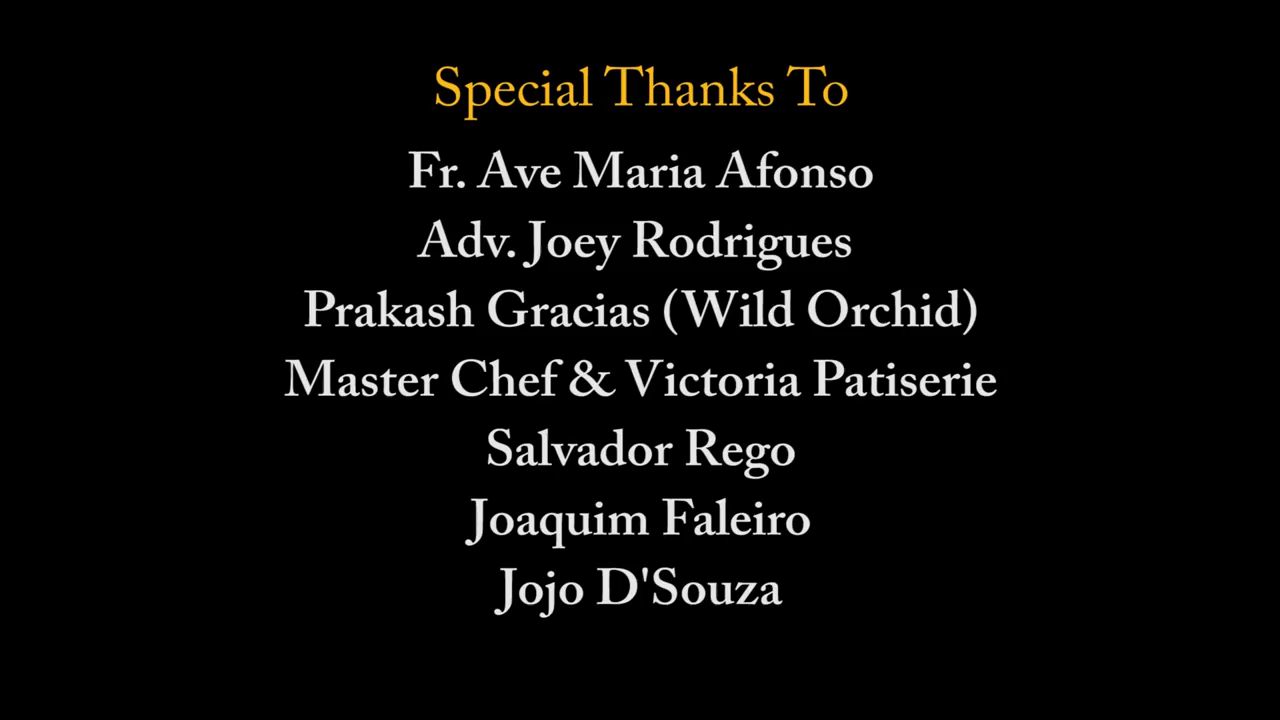 Special Thanks To
Fr. Ave Maria Afonso
Adv. Joey Rodrigues
Prakash Gracias (Wild Orchid)
Master Chef & Victoria Patiserie
Salvador Rego
Joaquim Faleiro
Jojo D'Souza